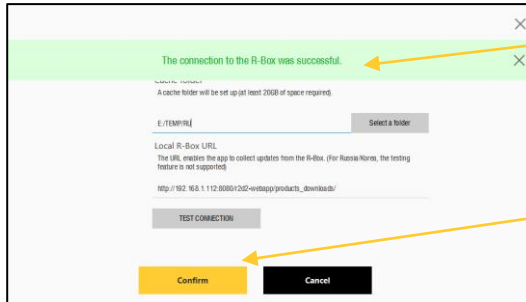 The connection to the R-Box was successful.
Cache folder
A cache folder will be set up (at least 20GB of space required).
E:/TEMP/RU
Select a folder
Local R-Box URL
The URL enables the app to collect updates from the R-Box. (For Russia/Korea, the testing
feature is not supported)
http://192.168.1.112:8080/r2d2-webapp/products_downloads/
TEST CONNECTION
Confirm
Cancel